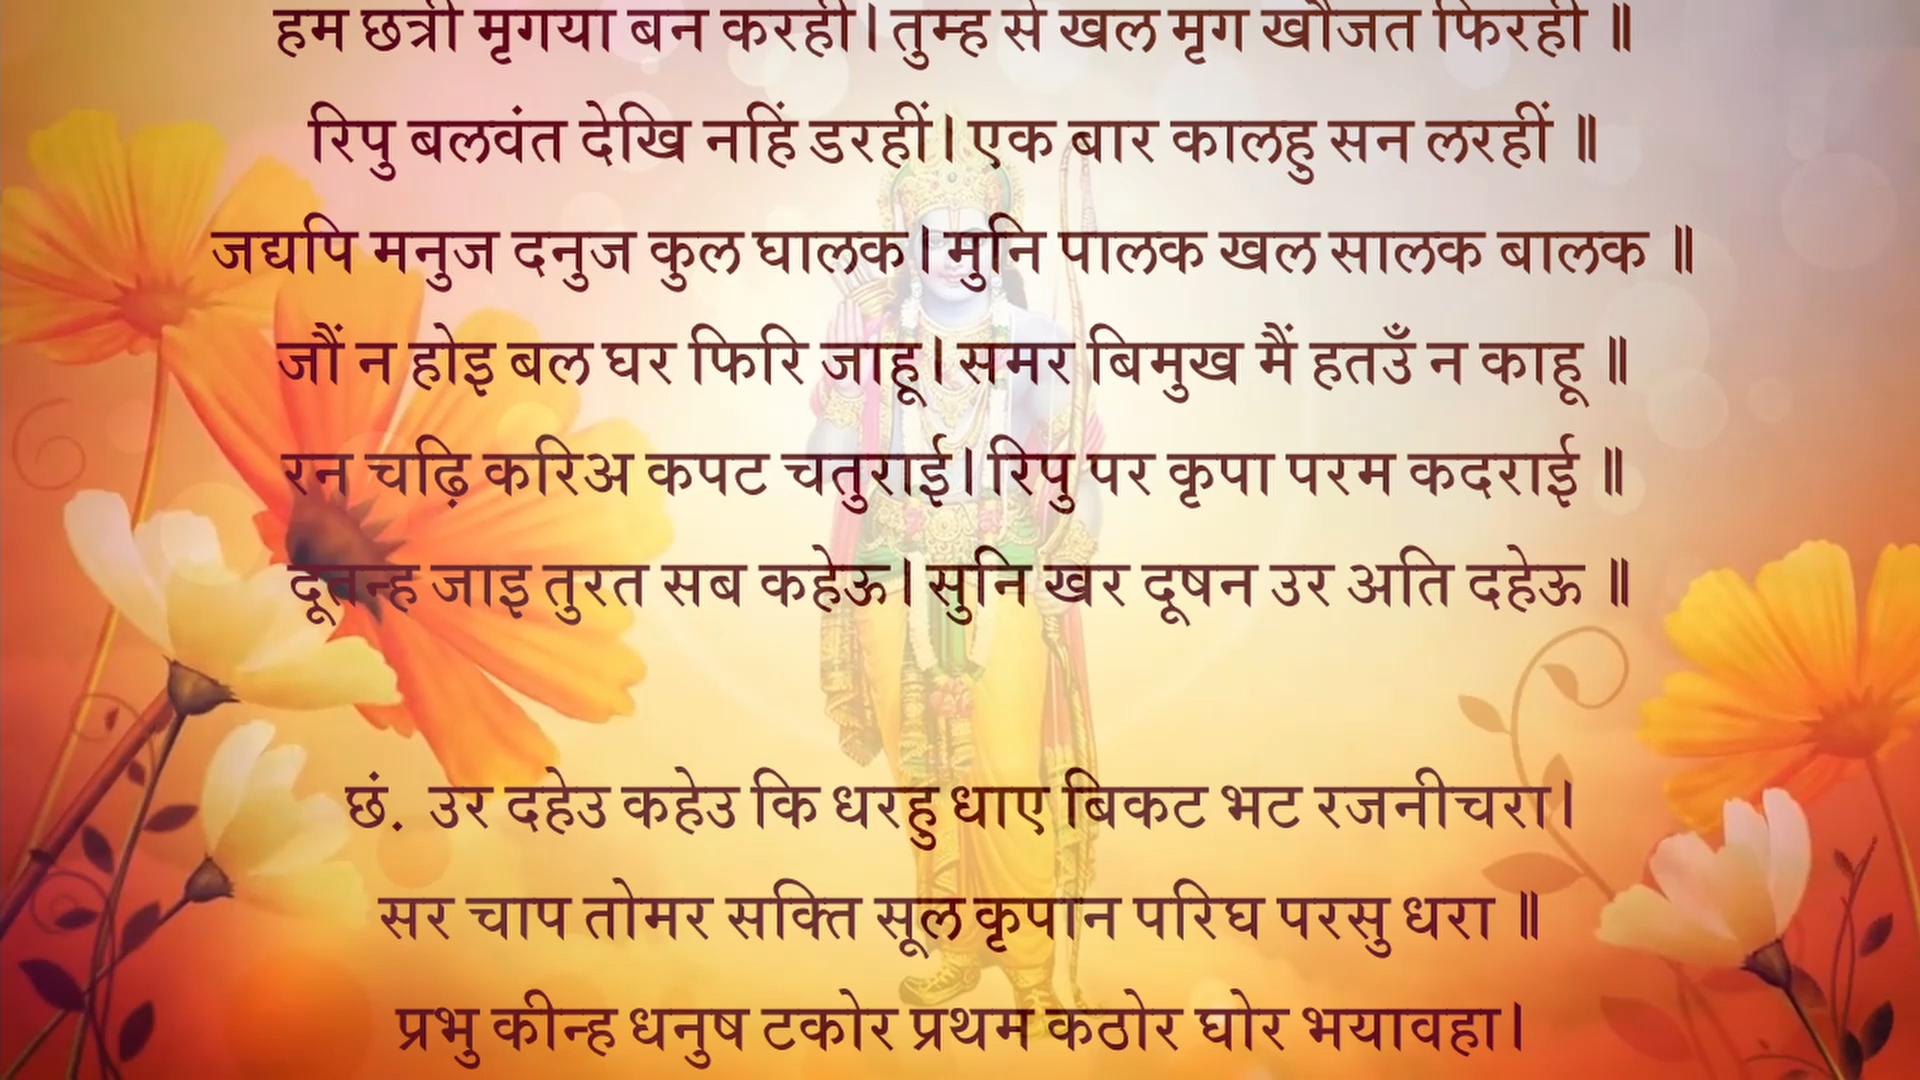 हम छत्री मृगया बन करहीं। तुम्ह से खल मृग खौजत फिरहीं ॥
रिपु बलवंत देखि नहिं डरहीं। एक बार कालहु सन लरहीं ॥
जद्यपि मनुज दनुज कुल घालक। मुनि पालक खल सालक बालक ॥
जौं न होइ बल घर फिरि जाहू। समर बिमुख मैं हतउँ न काहू ॥
रन चढ़ि करिअ कपट चतुराई। रिपु पर कृपा परम कदराई ॥
दूतन्ह जाइ तुरत सब कहेऊ। सुनि खर दूषन उर अति दहेऊ ॥
छं. उर दहेउ कहेउ कि धरहु धाए बिकट भट रजनीचरा।
सर चाप तोमर सक्ति सूल कृपान परिघ परसु धरा ॥
प्रभु कीन्ह धनुष टकोर प्रथम कठोर घोर भयावहा।